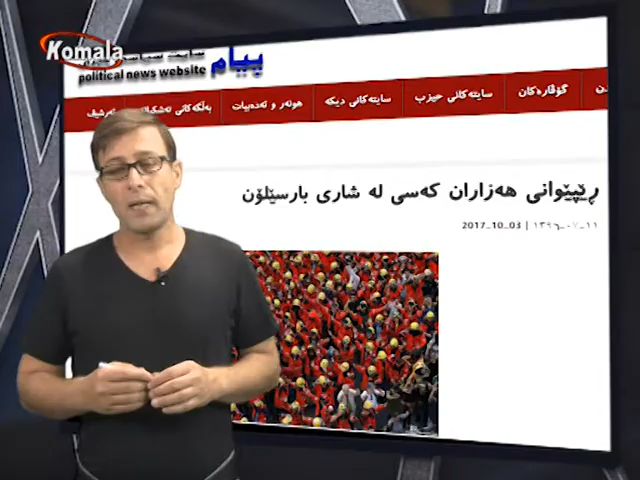 Komala
پیام
political news website
گۆڤارەکان
سایتەکانی حیزب
سایتەکانی دیکە
هونەر و ئەدەبیات
ڕێپێوانی هەزاران کەسی لە شاری بارسێلۆن
2017_10_03 | ١٣٩٦_٠٧_١١